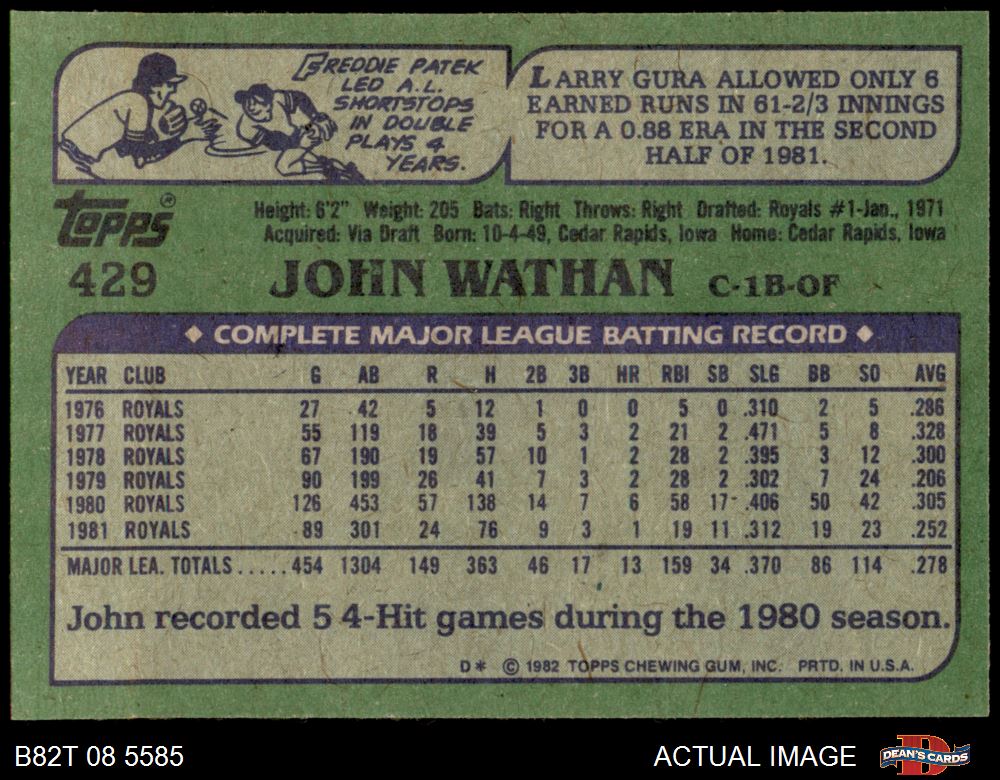 FREDDIE PATEK
LED A.L.
SHORTSTOPS
IN DOUBLE
PLAYS 4
YEARS.
LARRY GURA ALLOWED ONLY 6
EARNED RUNS IN 61-2/3 INNINGS
FOR A 0.88 ERA IN THE SECOND
HALF OF 1981.
TOPPS®
Height: 6'2" Weight: 205 Bats: Right Throws: Right Drafted: Royals #1-Jan., 1971
Acquired: Via Draft Born: 10-4-49, Cedar Rapids, Iowa Home: Cedar Rapids, Iowa
429 JOHN WATHAN C-1B-OF
◆ COMPLETE MAJOR LEAGUE BATTING RECORD ◆
YEAR CLUB G AB R H 2B 3B HR RBI SB SLG BB SO AVG
1976 ROYALS 27 42 5 12 1 0 0 5 0 .310 2 5 .286
1977 ROYALS 55 119 18 39 5 3 2 21 2 .471 5 8 .328
1978 ROYALS 67 190 19 57 10 1 2 28 2 .395 3 12 .300
1979 ROYALS 90 199 26 41 7 3 2 28 2 .302 7 24 .206
1980 ROYALS 126 453 57 138 14 7 6 58 17 .406 50 42 .305
1981 ROYALS 89 301 24 76 9 3 1 19 11 .312 19 23 .252
MAJOR LEA. TOTALS.....454 1304 149 363 46 17 13 159 34 .370 86 114 .278
John recorded 5 4-Hit games during the 1980 season.
D* © 1982 TOPPS CHEWING GUM, INC. PRTD. IN U.S.A.
B82T 08 5585
ACTUAL IMAGE
D
DEAN'S CARDS